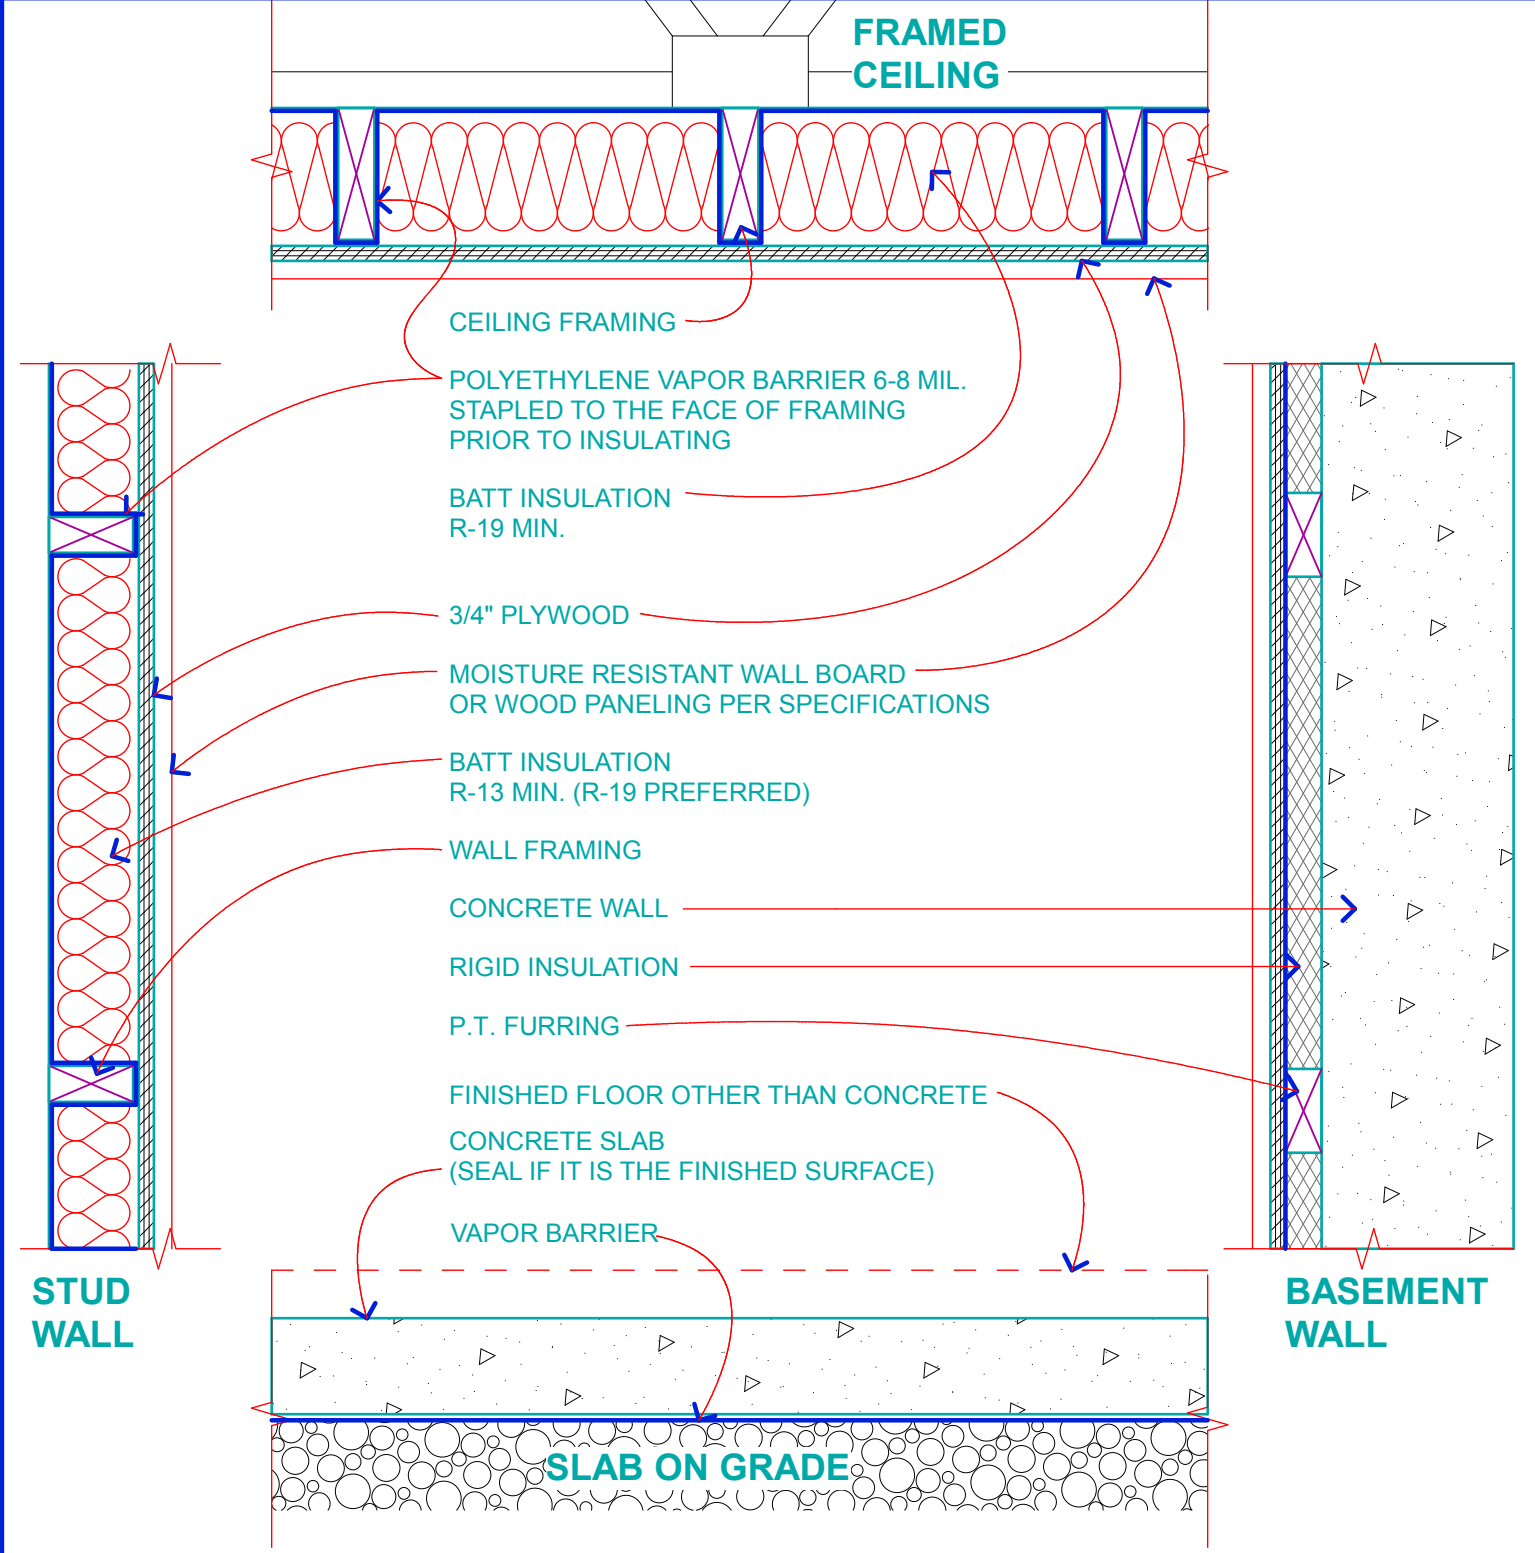 FRAMED
CEILING
CEILING FRAMING
POLYETHYLENE VAPOR BARRIER 6-8 MIL.
STAPLED TO THE FACE OF FRAMING
PRIOR TO INSULATING
BATT INSULATION
R-19 MIN.
3/4" PLYWOOD
MOISTURE RESISTANT WALL BOARD
OR WOOD PANELING PER SPECIFICATIONS
BATT INSULATION
R-13 MIN. (R-19 PREFERRED)
WALL FRAMING
CONCRETE WALL
RIGID INSULATION
P.T. FURRING
FINISHED FLOOR OTHER THAN CONCRETE
CONCRETE SLAB
(SEAL IF IT IS THE FINISHED SURFACE)
VAPOR BARRIER
STUD
WALL
BASEMENT
WALL
SLAB ON GRADE